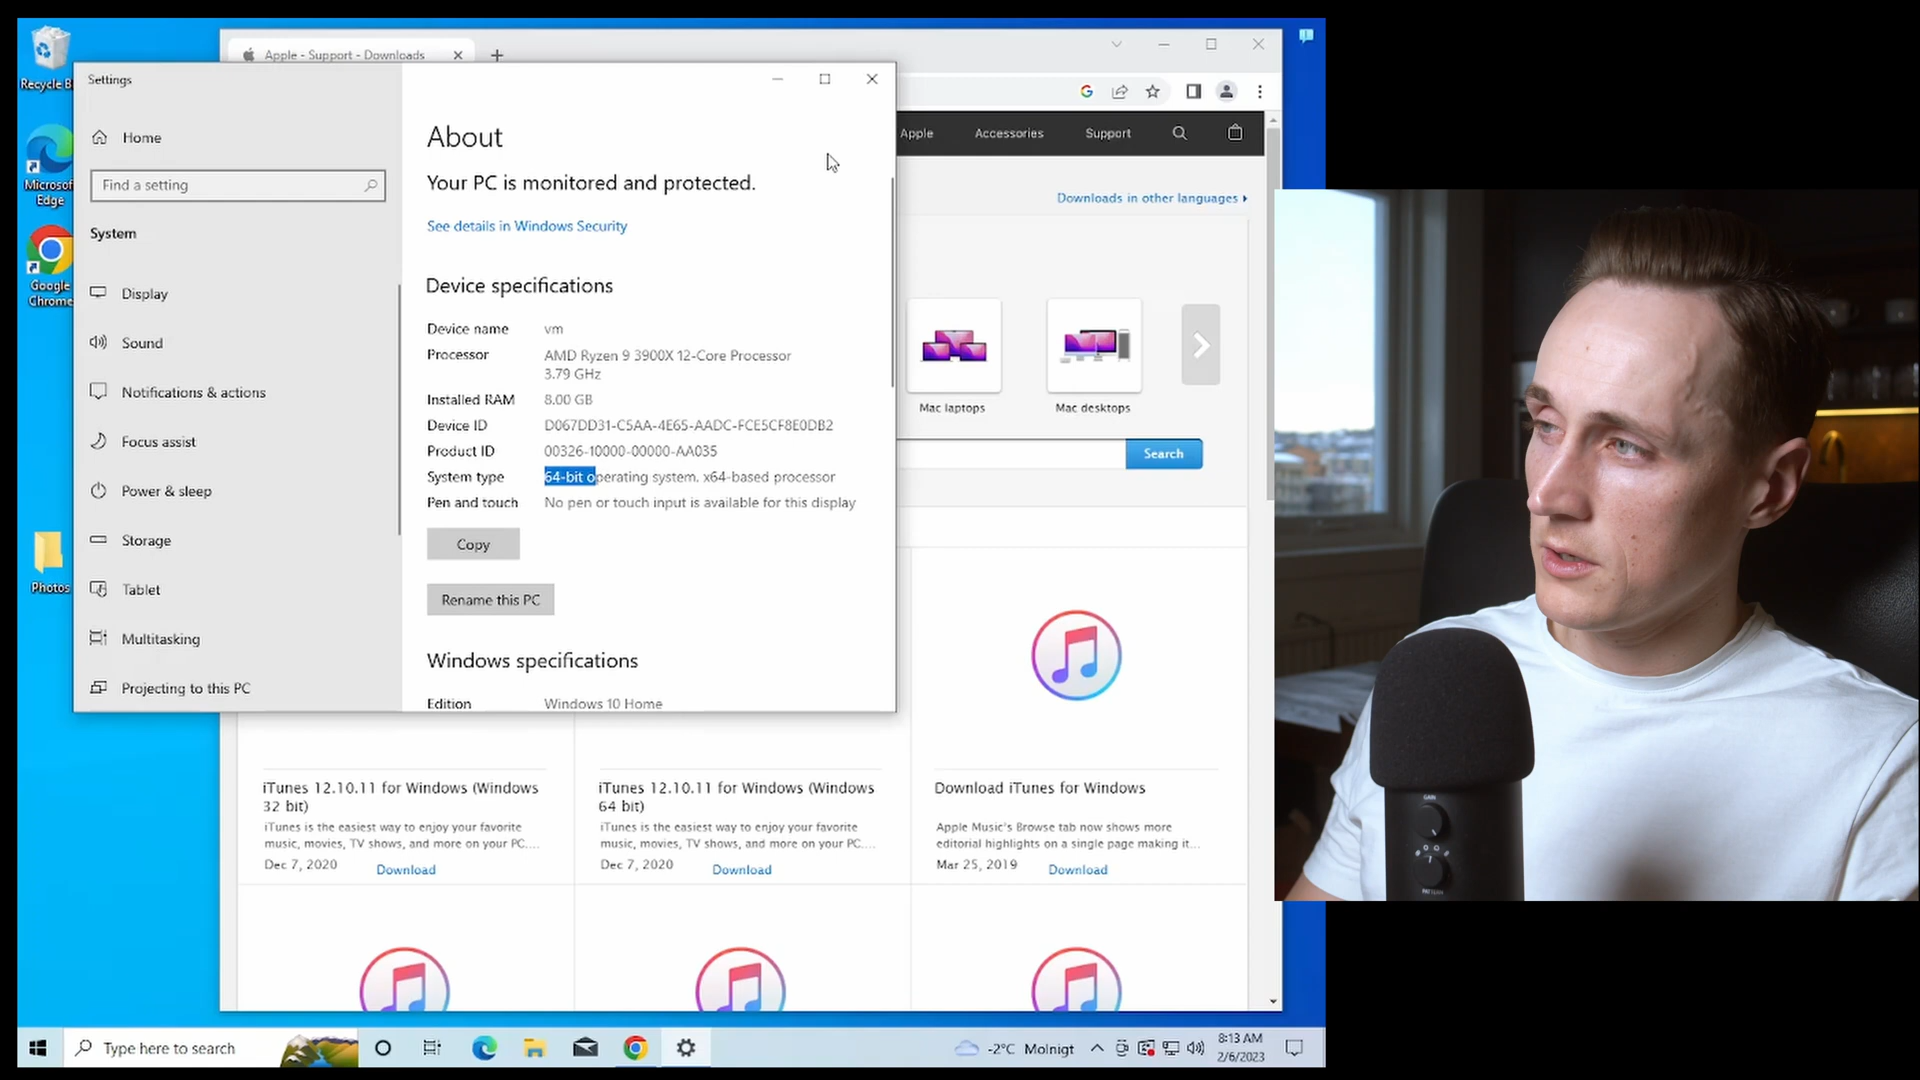 Recycle B
Microsof
Edge
Google
Chrome
Photos
Apple - Support - Downloads
Settings
Home
Find a setting
System
Display
Sound
Notifications & actions
Focus assist
Power & sleep
Storage
Tablet
Multitasking
Projecting to this PC
About
Your PC is monitored and protected.
See details in Windows Security
Device specifications
Device name vm
Processor AMD Ryzen 9 3900X 12-Core Processor
3.79 GHz
Installed RAM 8.00 GB
Device ID D067DD31-C5AA-4E65-AADC-FCE5CF8E0DB2
Product ID 00326-10000-00000-AA035
System type 64-bit operating system, x64-based processor
Pen and touch No pen or touch input is available for this display
Copy
Rename this PC
Windows specifications
Edition Windows 10 Home
Apple Accessories Support
Downloads in other languages
Mac laptops Mac desktops
Search
iTunes 12.10.11 for Windows (Windows
32 bit)
iTunes is the easiest way to enjoy your favorite
music, movies, TV shows, and more on your PC....
Dec 7, 2020 Download
iTunes 12.10.11 for Windows (Windows
64 bit)
iTunes is the easiest way to enjoy your favorite
music, movies, TV shows, and more on your PC....
Dec 7, 2020 Download
Download iTunes for Windows
Apple Music's Browse tab now shows more
editorial highlights on a single page making it...
Mar 25, 2019 Download
Type here to search
-2°C Molnigt
8:13 AM
2/6/2023
GAIN
PATTERN